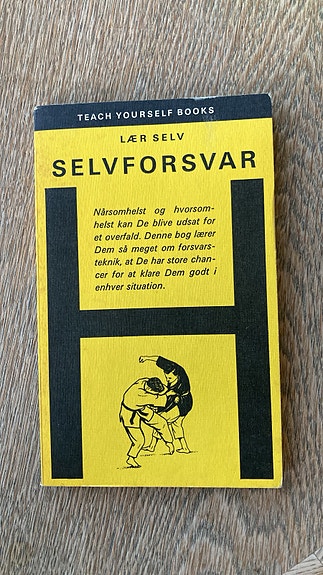 TEACH YOURSELF BOOKS
LÆR SELV
SELVFORSVAR
Nårsomhelst og hvorsom-
helst kan De blive udsat for
et overfald. Denne bog lærer
Dem så meget om forsvars-
teknik, at De har store chan-
cer for at klare Dem godt i
enhver situation.